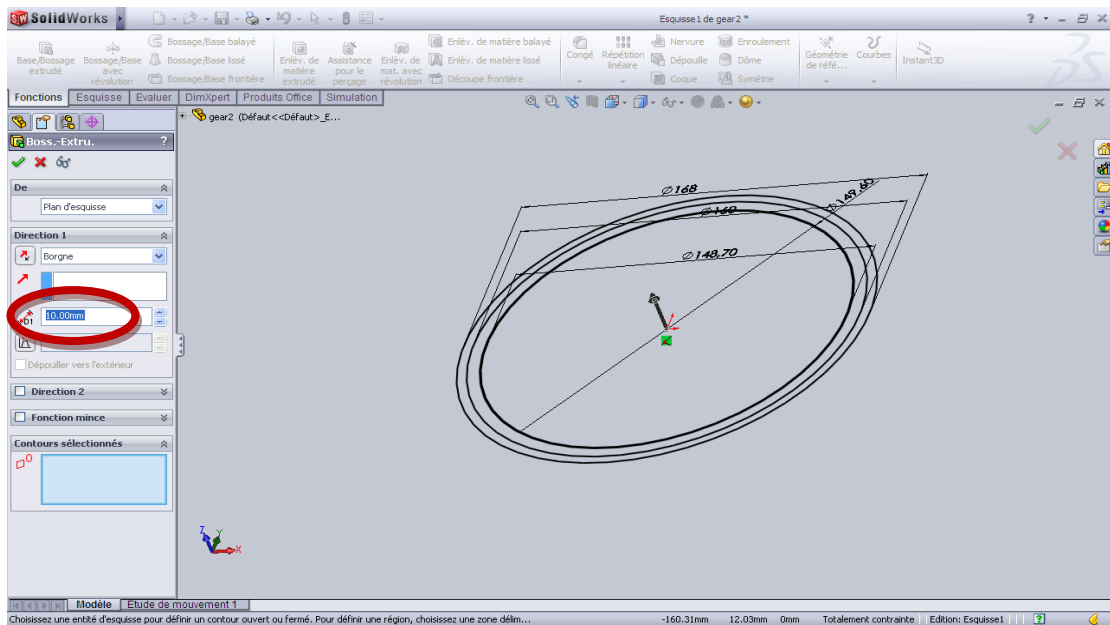 SolidWorks
Esquisse1 de gear2 *
Base/Bossage extrudé
Bossage/Base avec révolution
Bossage/Base balayé
Bossage/Base lissé
Bossage/Base frontière
Enlèv. de matière extrudé
Assistance pour le perçage
Enlèv. de mat. avec révolution
Enlèv. de matière balayé
Enlèv. de matière lissé
Découpe frontière
Congé
Répétition linéaire
Nervure
Dépouille
Coque
Enroulement
Dôme
Symétrie
Géométrie de réfé...
Courbes
Instant3D
Fonctions Esquisse Evaluer DimXpert Produits Office Simulation
gear2 (Défaut<<Défaut>_E...
Boss.-Extru. ?
De
Plan d'esquisse
Direction 1
Borgne
D1 10.00mm
Dépouiller vers l'extérieur
Direction 2
Fonction mince
Contours sélectionnés
Ø168
Ø149,60
Ø160
Ø148,70
Z Y X
Modèle Etude de mouvement 1
Choisissez une entité d'esquisse pour définir un contour ouvert ou fermé. Pour définir une région, choisissez une zone délim...
-160.31mm 12.03mm 0mm Totalement contrainte Edition: Esquisse1